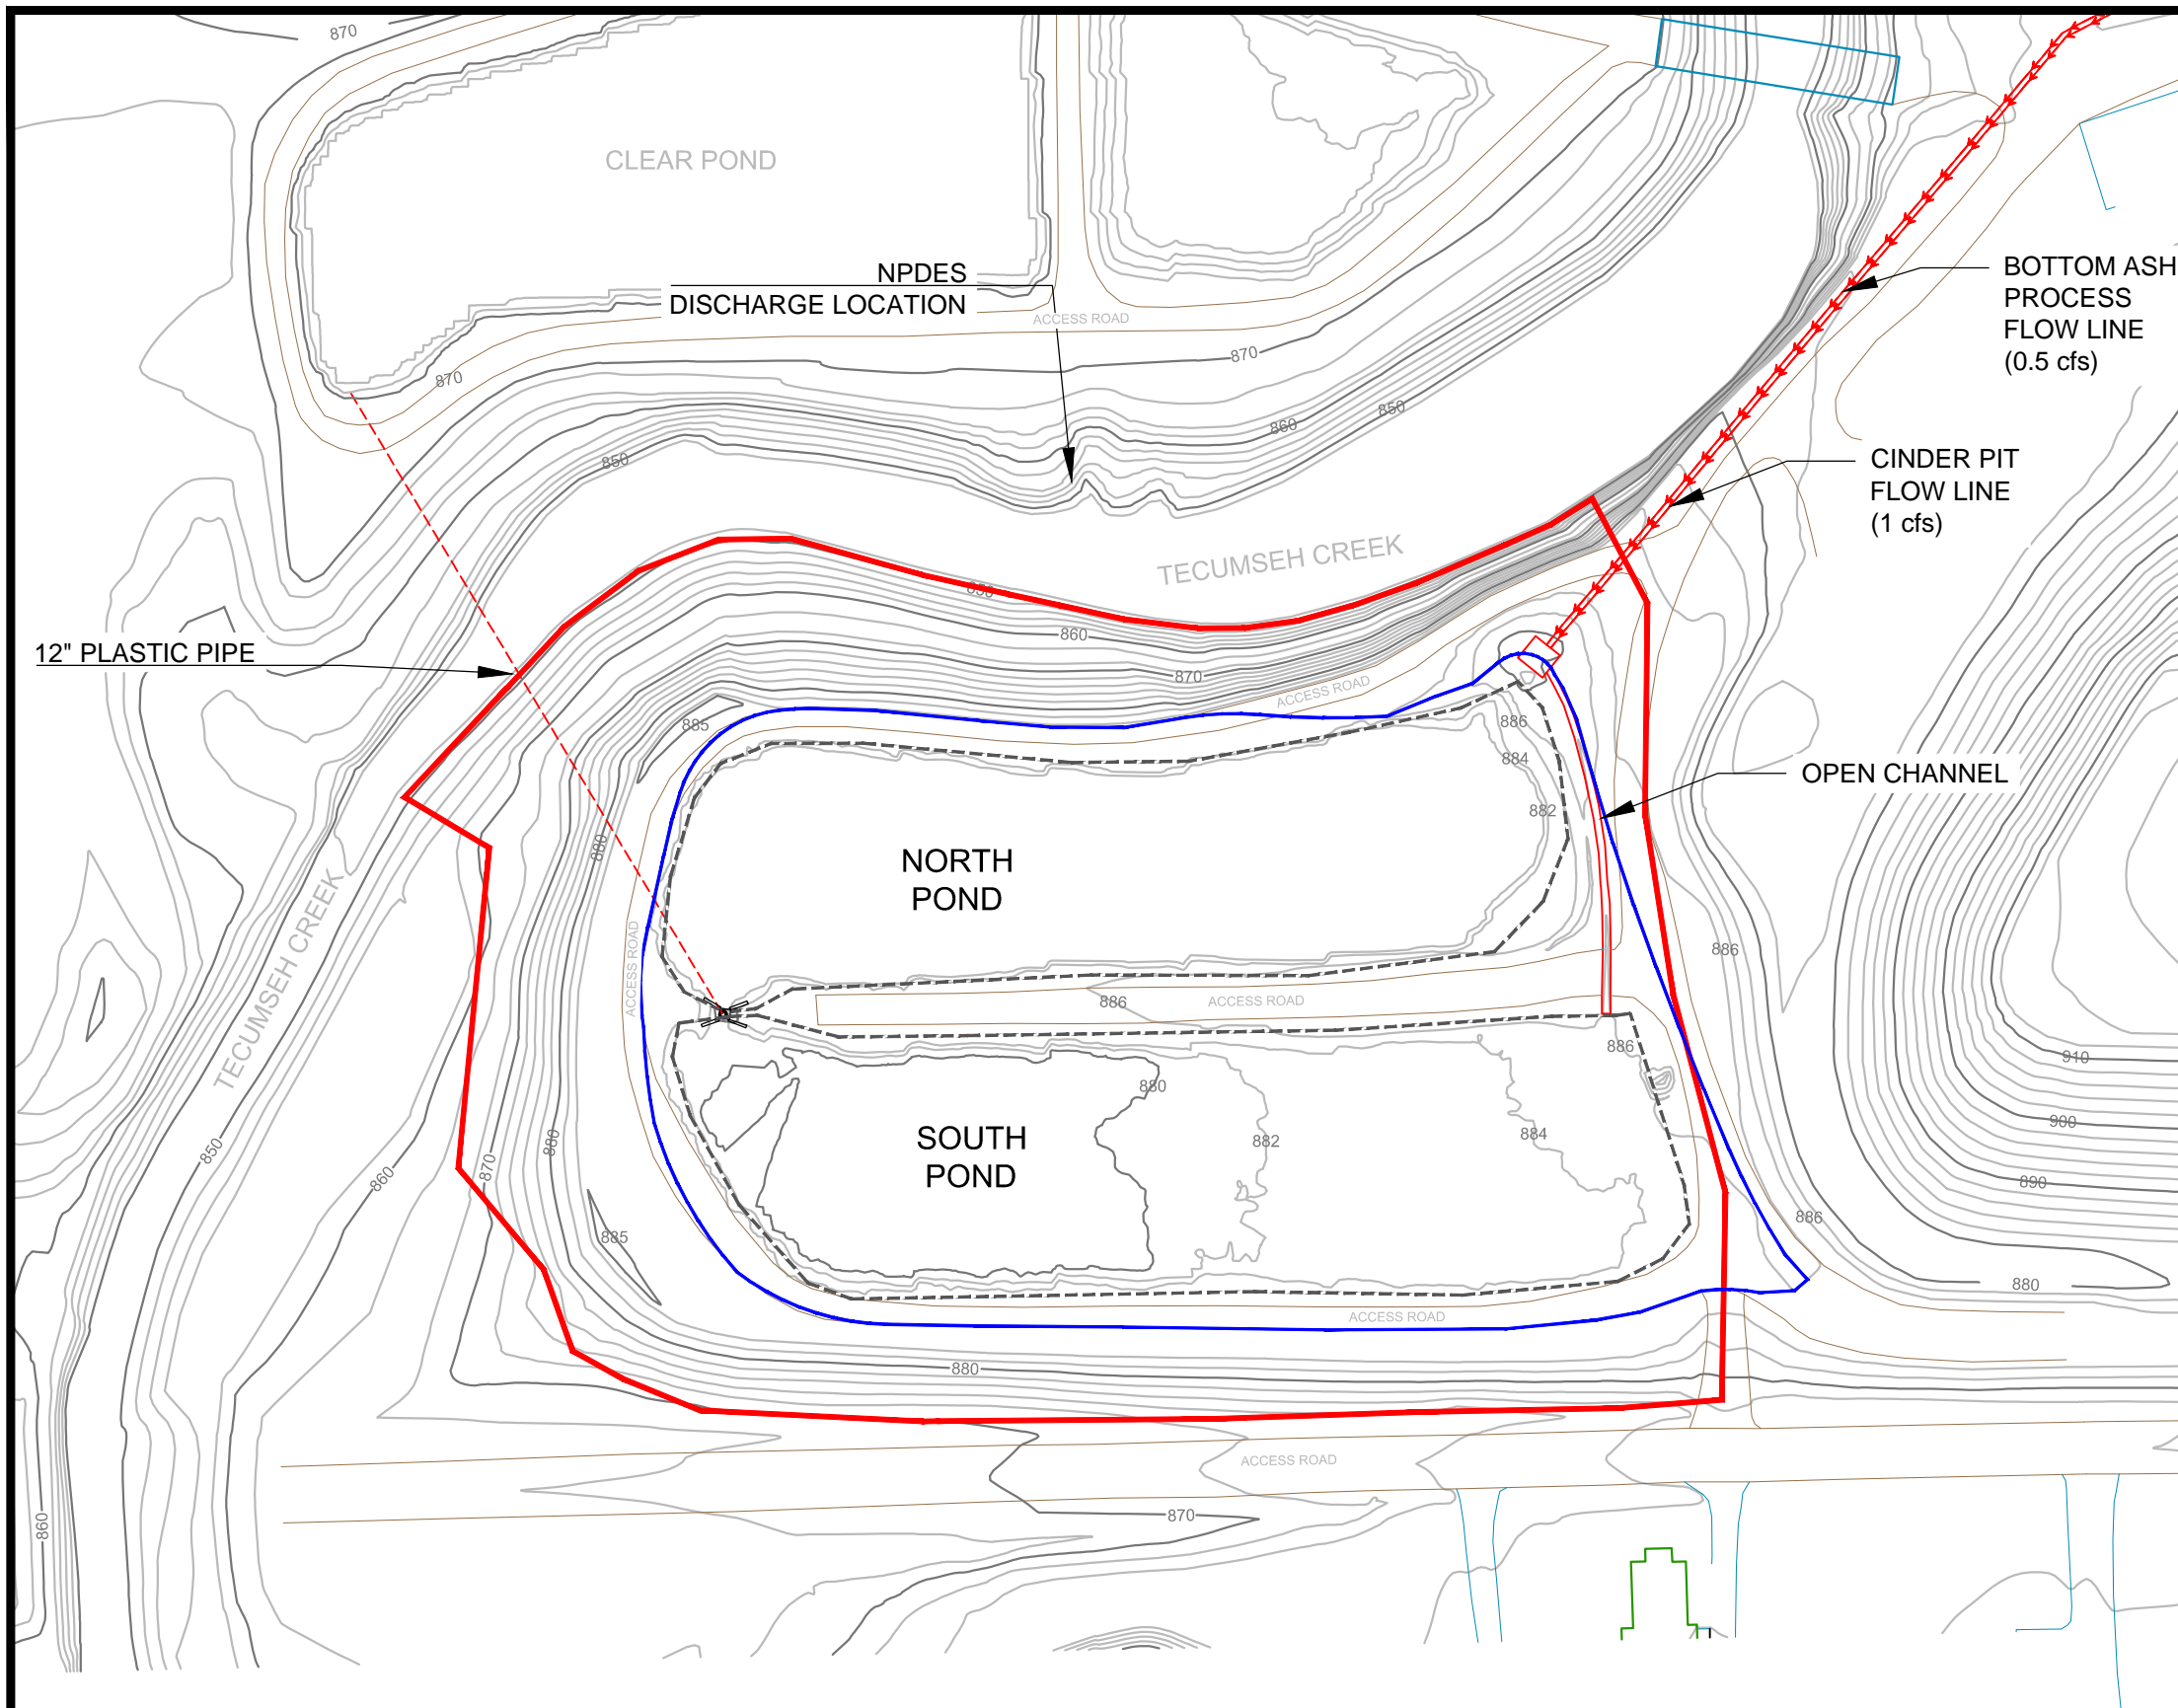 870
CLEAR POND
NPDES
DISCHARGE LOCATION
ACCESS ROAD
BOTTOM ASH
PROCESS
FLOW LINE
(0.5 cfs)
870
870
850
860
850
CINDER PIT
FLOW LINE
(1 cfs)
TECUMSEH CREEK
850
12" PLASTIC PIPE
860
870
ACCESS ROAD
885
886
884
OPEN CHANNEL
882
880
NORTH
POND
TECUMSEH CREEK
ACCESS ROAD
886
886
ACCESS ROAD
886
910
880
SOUTH
POND
882
884
900
850
880
860
870
890
885
886
880
ACCESS ROAD
880
ACCESS ROAD
870
860